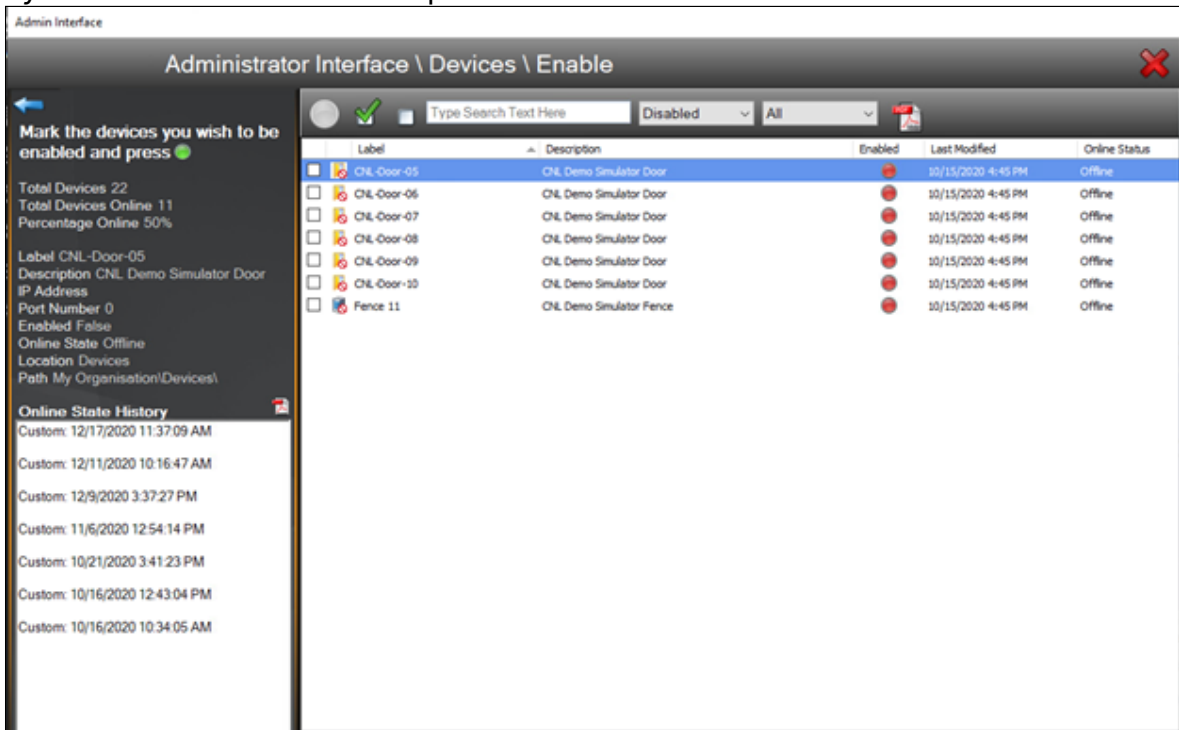 Admin Interface
Administrator Interface \ Devices \ Enable
Mark the devices you wish to be
enabled and press
Total Devices 22
Total Devices Online 11
Percentage Online 50%
Label CNL-Door-05
Description CNL Demo Simulator Door
IP Address
Port Number 0
Enabled False
Online State Offline
Location Devices
Path My Organisation\Devices\
Online State History
Custom: 12/17/2020 11:37:09 AM
Custom: 12/11/2020 10:16:47 AM
Custom: 12/9/2020 3:37:27 PM
Custom: 11/6/2020 12:54:14 PM
Custom: 10/21/2020 3:41:23 PM
Custom: 10/16/2020 12:43:04 PM
Custom: 10/16/2020 10:34:05 AM
Type Search Text Here Disabled All
Label Description Enabled Last Modified Online Status
CNL-Door-05 CNL Demo Simulator Door 10/15/2020 4:45 PM Offline
CNL-Door-06 CNL Demo Simulator Door 10/15/2020 4:45 PM Offline
CNL-Door-07 CNL Demo Simulator Door 10/15/2020 4:45 PM Offline
CNL-Door-08 CNL Demo Simulator Door 10/15/2020 4:45 PM Offline
CNL-Door-09 CNL Demo Simulator Door 10/15/2020 4:45 PM Offline
CNL-Door-10 CNL Demo Simulator Door 10/15/2020 4:45 PM Offline
Fence 11 CNL Demo Simulator Fence 10/15/2020 4:45 PM Offline